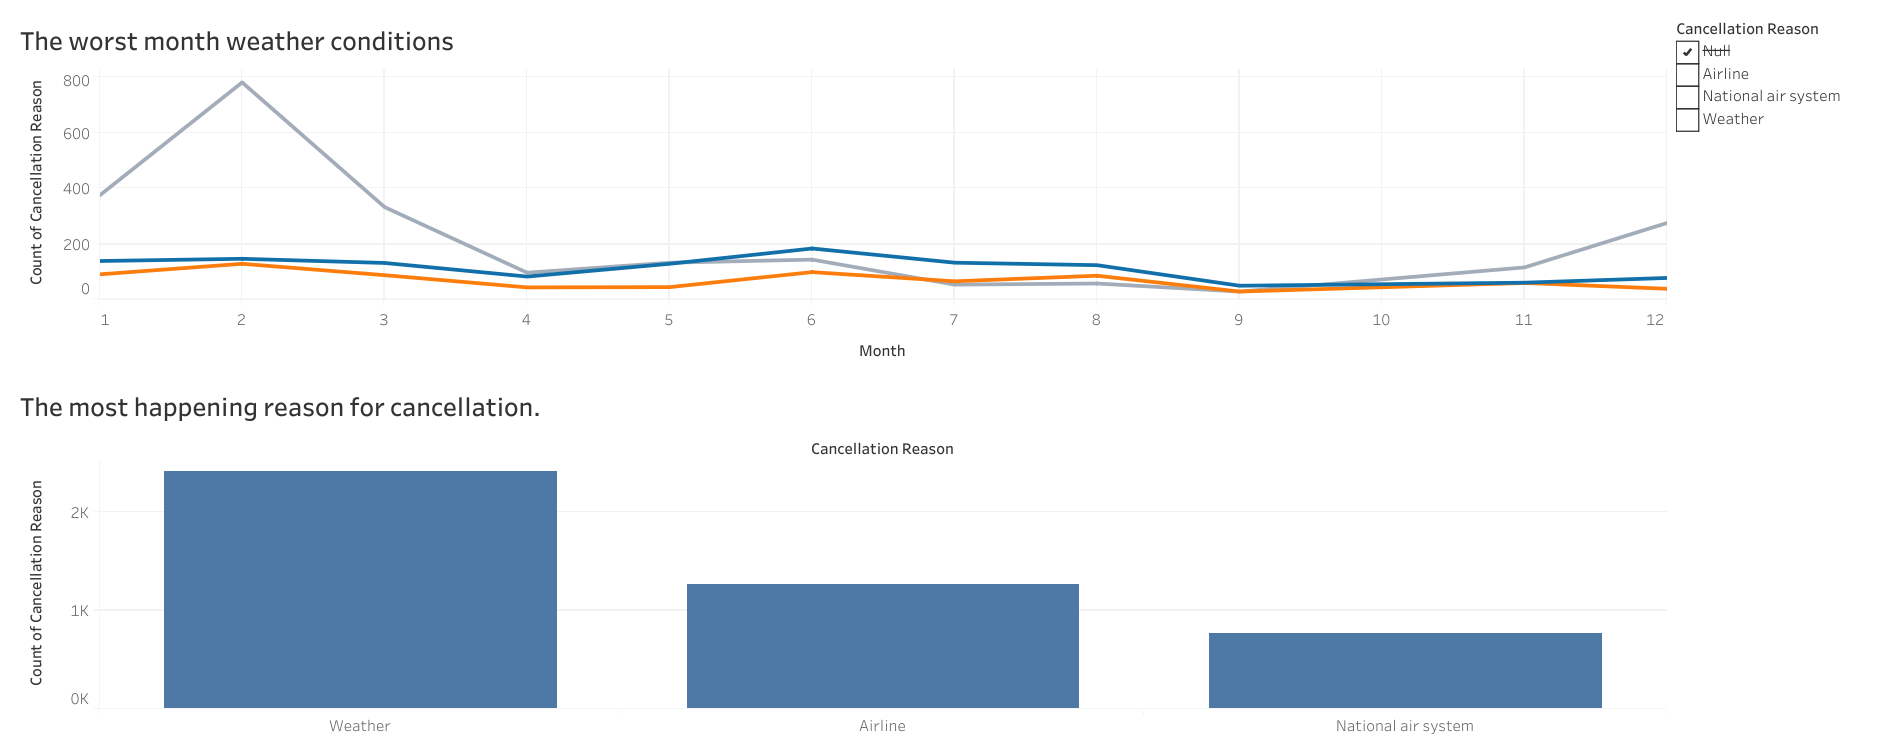 The worst month weather conditions
Cancellation Reason
Null
Airline
National air system
Weather
Count of Cancellation Reason
800
600
400
200
0
1 2 3 4 5 6 7 8 9 10 11 12
Month
The most happening reason for cancellation.
Cancellation Reason
Count of Cancellation Reason
2K
1K
0K
Weather Airline National air system